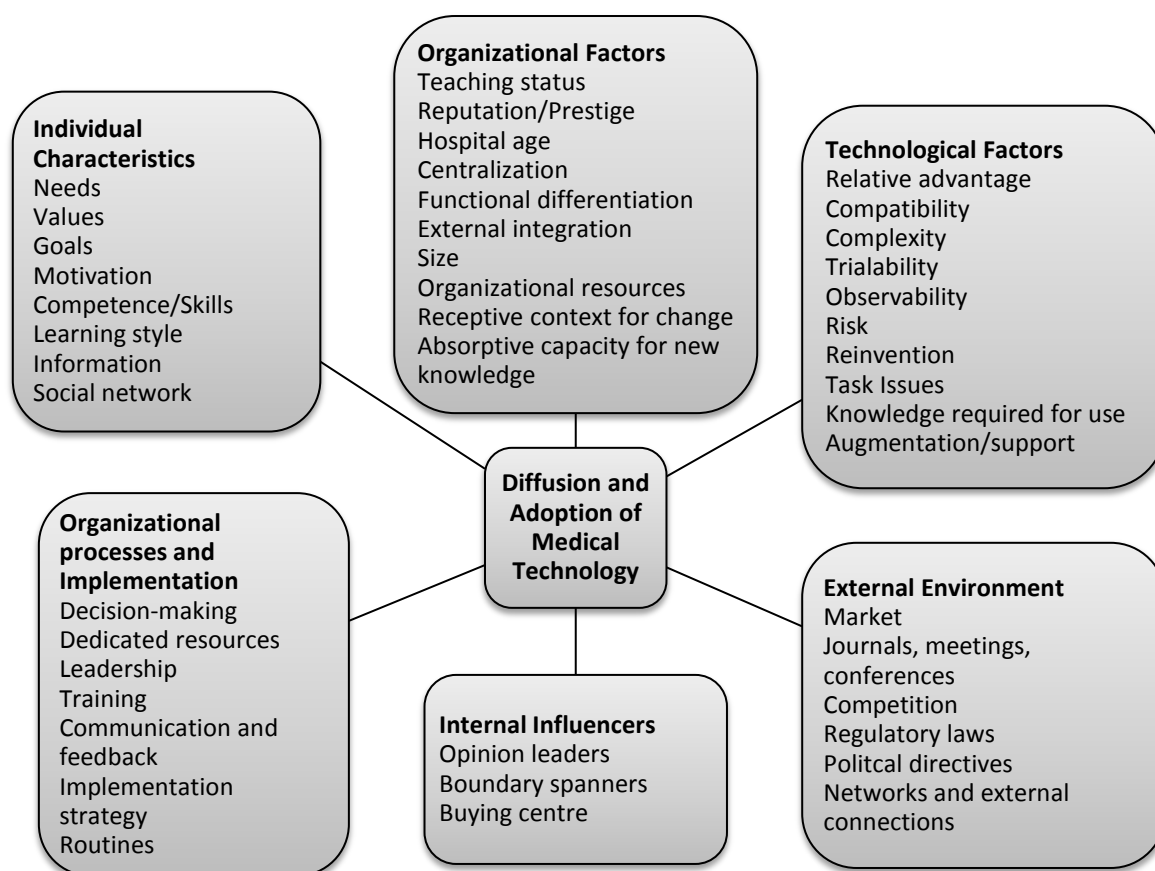 Organizational Factors
Teaching status
Reputation/Prestige
Hospital age
Centralization
Functional differentiation
External integration
Size
Organizational resources
Receptive context for change
Absorptive capacity for new
knowledge
Individual
Characteristics
Needs
Values
Goals
Motivation
Competence/Skills
Learning style
Information
Social network
Technological Factors
Relative advantage
Compatibility
Complexity
Trialability
Observability
Risk
Reinvention
Task Issues
Knowledge required for use
Augmentation/support
Diffusion and
Adoption of
Medical
Technology
Organizational
processes and
Implementation
Decision-making
Dedicated resources
Leadership
Training
Communication and
feedback
Implementation
strategy
Routines
Internal Influencers
Opinion leaders
Boundary spanners
Buying centre
External Environment
Market
Journals, meetings,
conferences
Competition
Regulatory laws
Politcal directives
Networks and external
connections